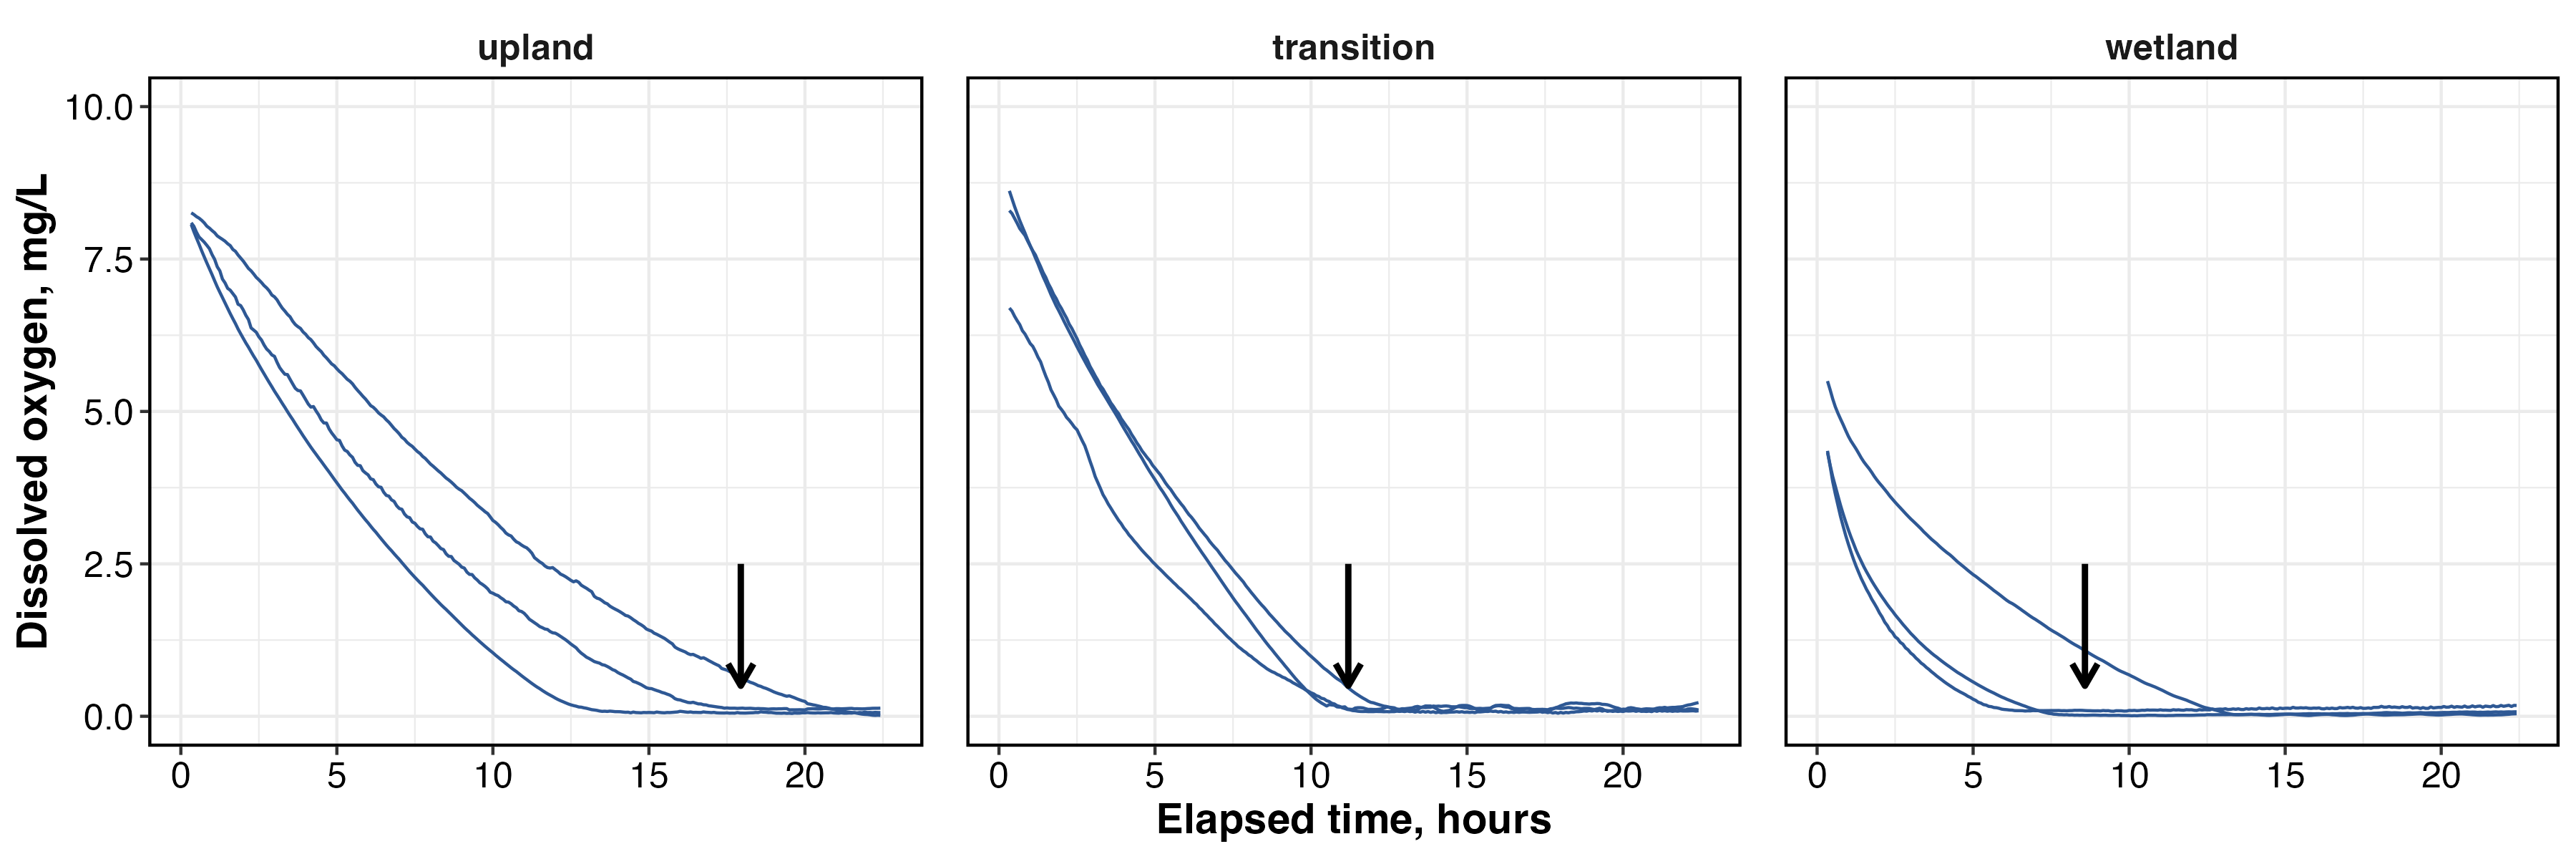 upland
transition
wetland
Dissolved oxygen, mg/L
10.0
7.5
5.0
2.5
0.0
0 5 10 15 20
0 5 10 15 20
0 5 10 15 20
Elapsed time, hours